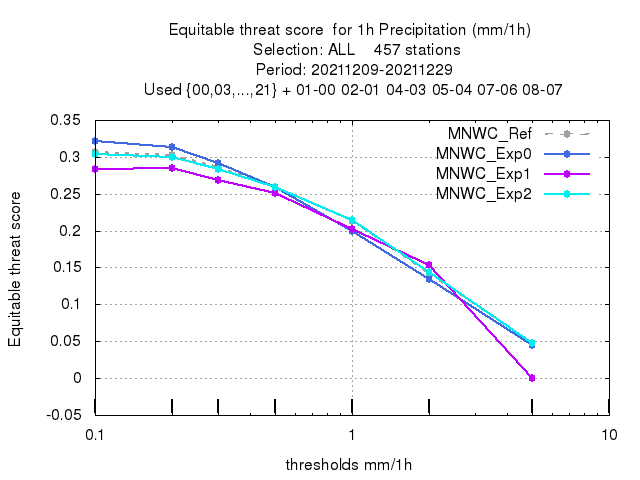 Equitable threat score  for 1h Precipitation (mm/1h)
Selection: ALL    457 stations
Period: 20211209-20211229
Used {00,03,...,21} + 01-00 02-01 04-03 05-04 07-06 08-07
0.35
0.3
0.25
0.2
0.15
0.1
0.05
0
-0.05
Equitable threat score
MNWC_Ref
MNWC_Exp0
MNWC_Exp1
MNWC_Exp2
0.1 1 10
thresholds mm/1h